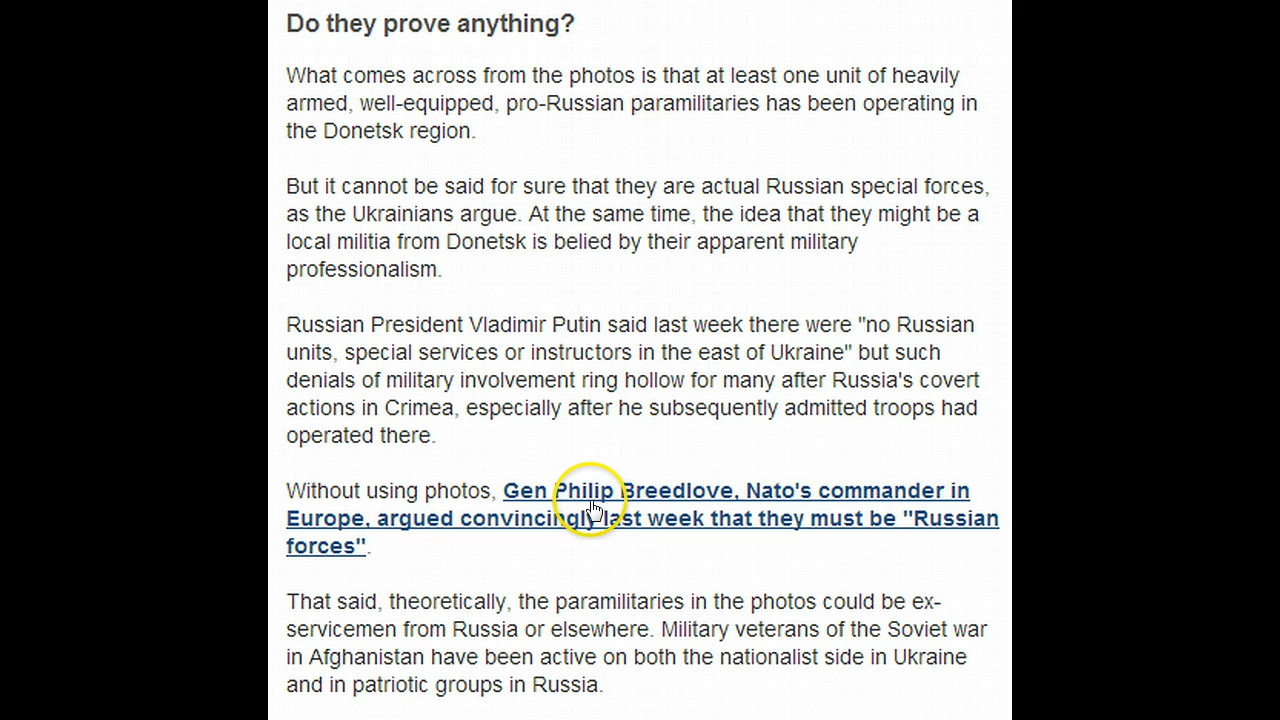 Do they prove anything?
What comes across from the photos is that at least one unit of heavily
armed, well-equipped, pro-Russian paramilitaries has been operating in
the Donetsk region.
But it cannot be said for sure that they are actual Russian special forces,
as the Ukrainians argue. At the same time, the idea that they might be a
local militia from Donetsk is belied by their apparent military
professionalism.
Russian President Vladimir Putin said last week there were "no Russian
units, special services or instructors in the east of Ukraine" but such
denials of military involvement ring hollow for many after Russia's covert
actions in Crimea, especially after he subsequently admitted troops had
operated there.
Without using photos, Gen Philip Breedlove, Nato's commander in
Europe, argued convincingly last week that they must be "Russian
forces".
That said, theoretically, the paramilitaries in the photos could be ex-
servicemen from Russia or elsewhere. Military veterans of the Soviet war
in Afghanistan have been active on both the nationalist side in Ukraine
and in patriotic groups in Russia.